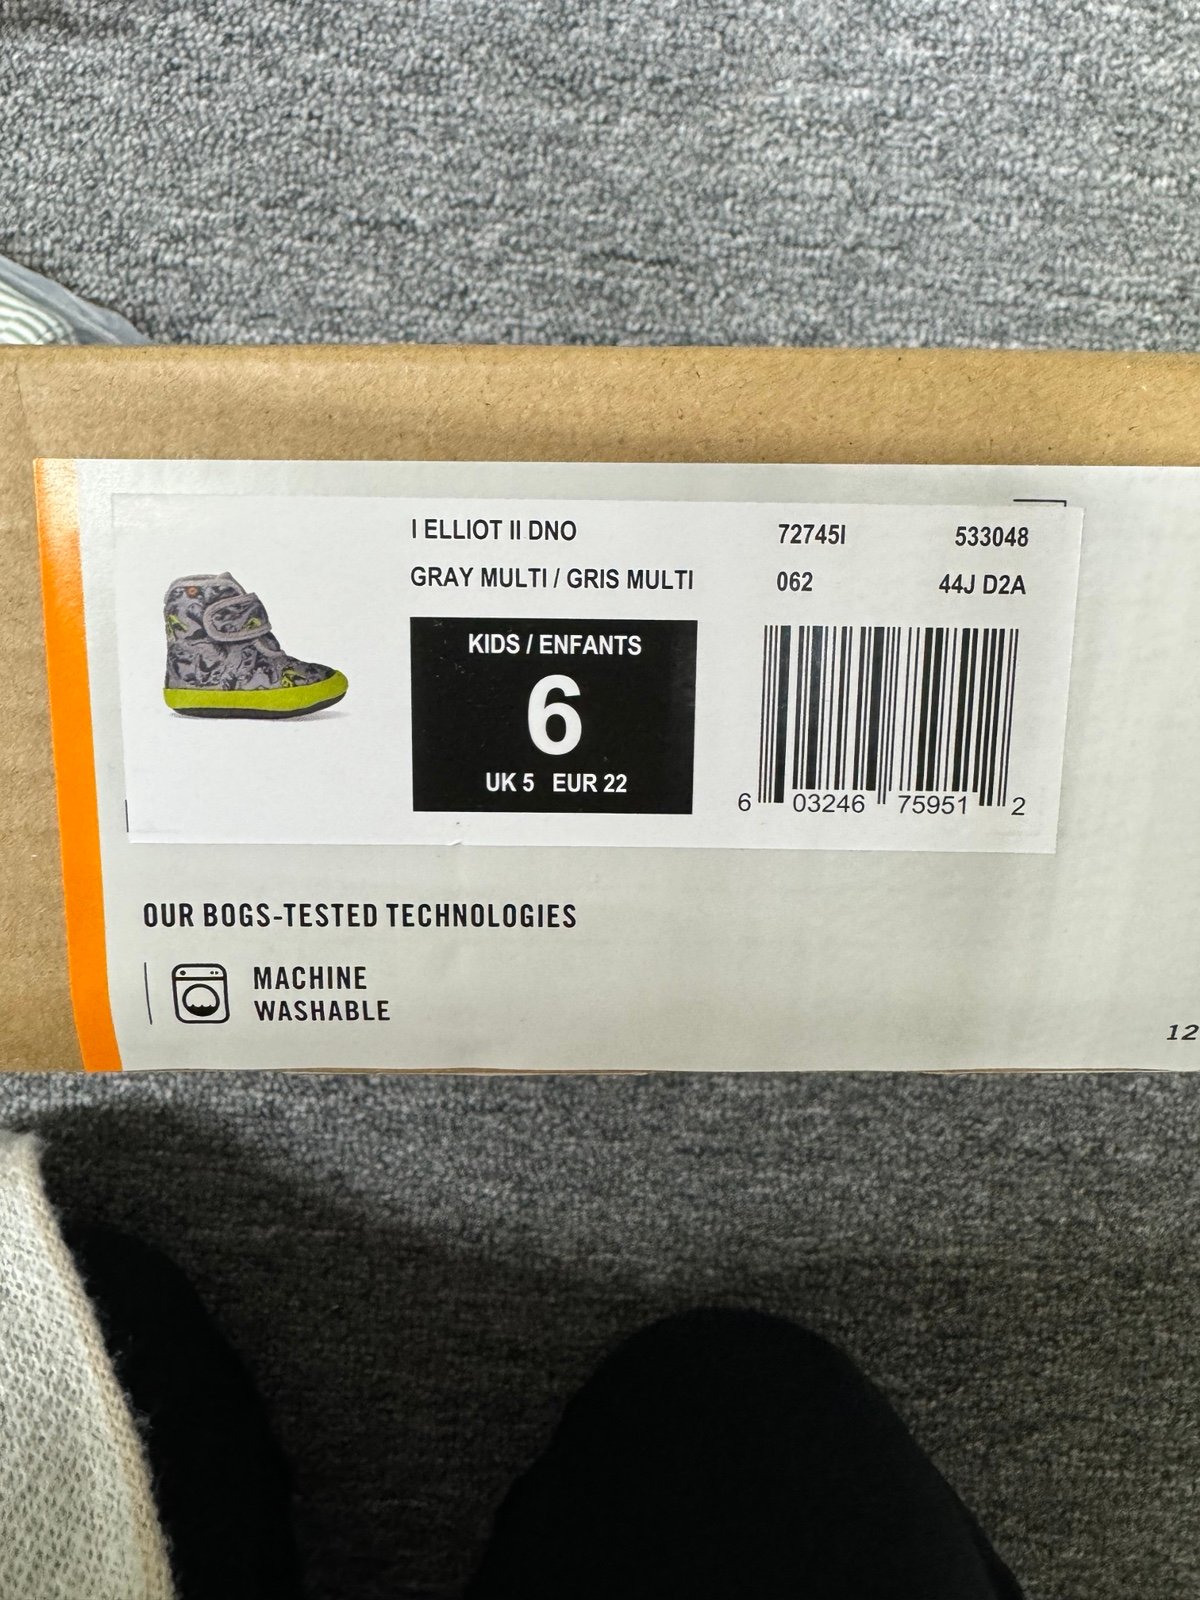 I ELLIOT II DNO 72745I 533048
GRAY MULTI / GRIS MULTI 062 44J D2A
KIDS / ENFANTS
6
UK 5 EUR 22
6 03246 75951 2
OUR BOGS-TESTED TECHNOLOGIES
MACHINE
WASHABLE
12